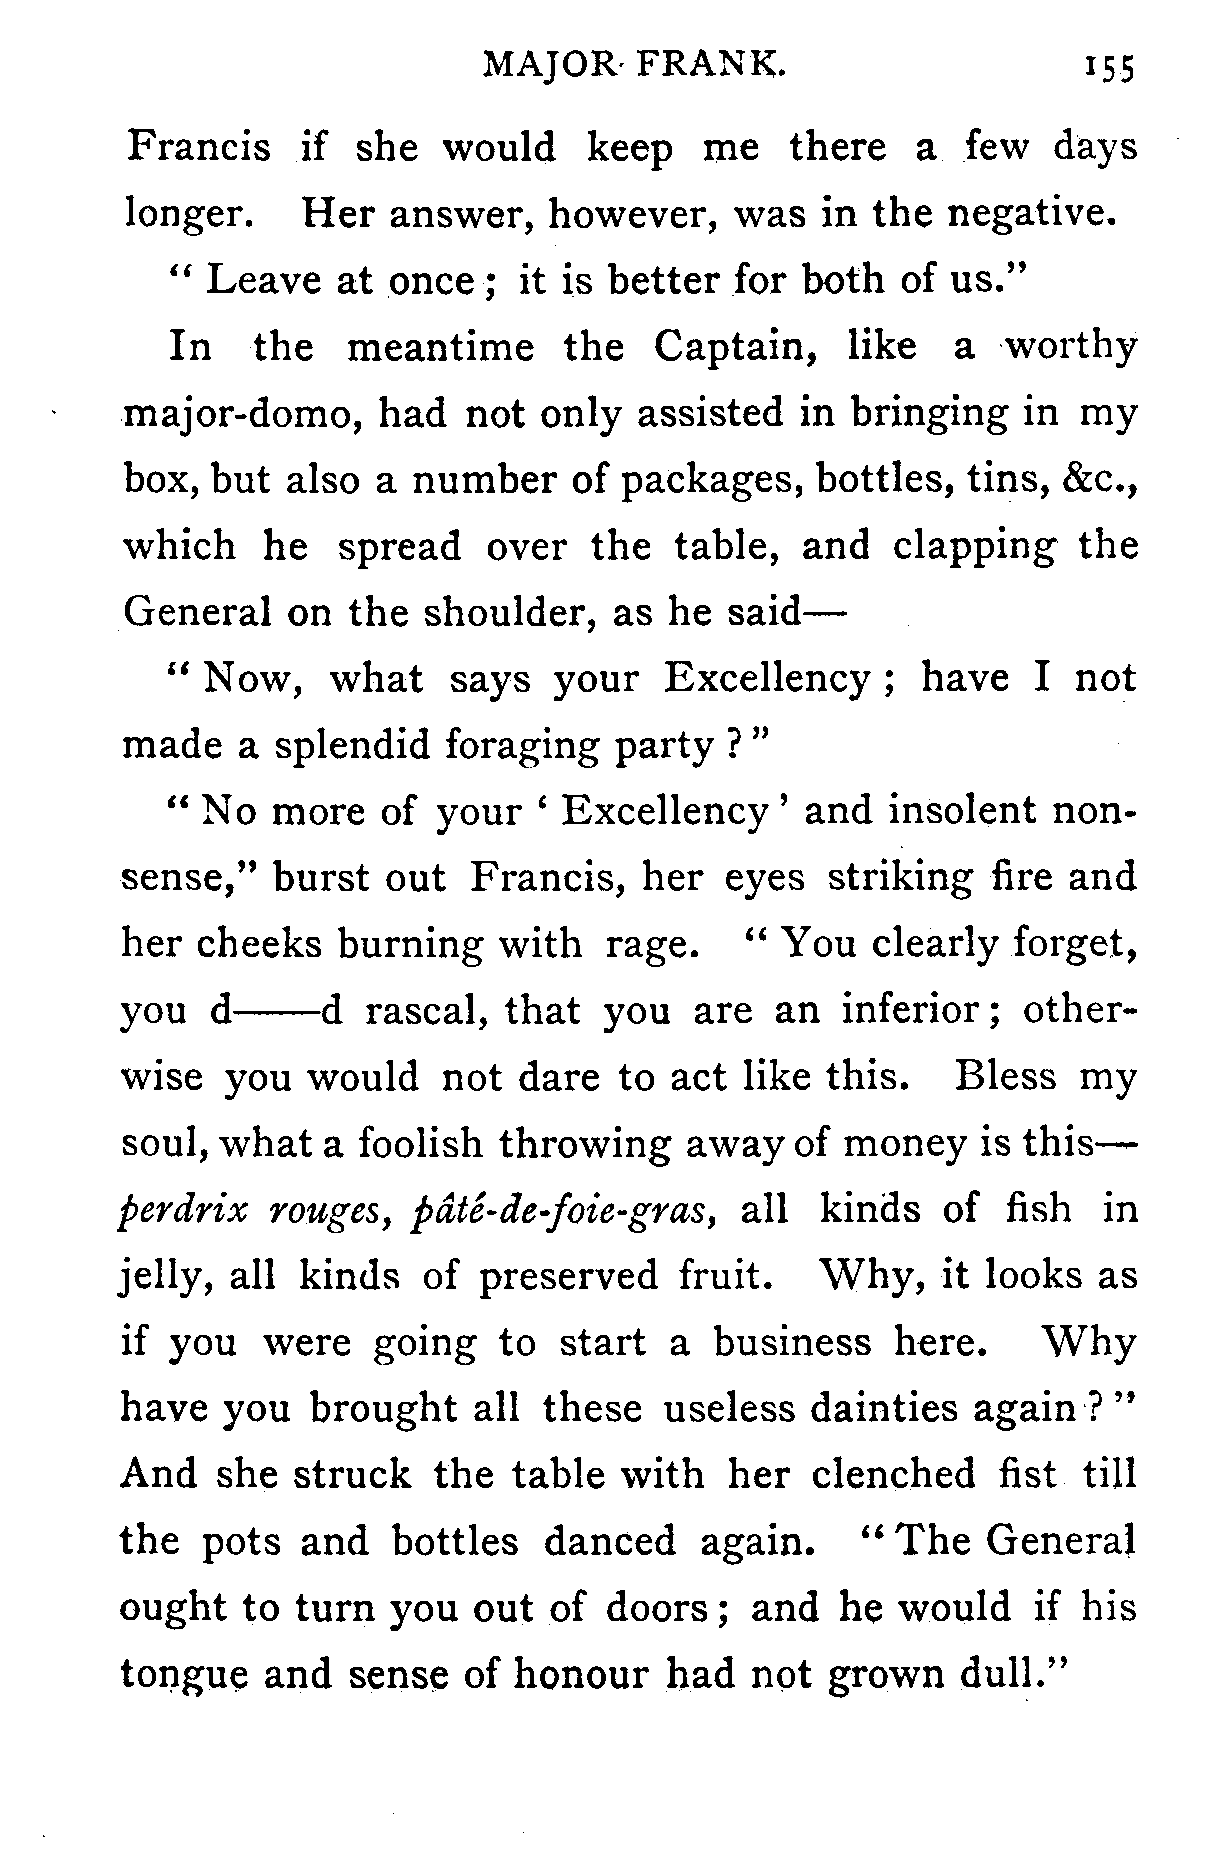 MAJOR FRANK. 155
Francis if she would keep me there a few days
longer. Her answer, however, was in the negative.
“ Leave at once ; it is better for both of us.”
In the meantime the Captain, like a worthy
major-domo, had not only assisted in bringing in my
box, but also a number of packages, bottles, tins, &c.,
which he spread over the table, and clapping the
General on the shoulder, as he said—
“ Now, what says your Excellency ; have I not
made a splendid foraging party ? ”
“ No more of your ‘ Excellency ’ and insolent non-
sense,” burst out Francis, her eyes striking fire and
her cheeks burning with rage. “ You clearly forget,
you d——d rascal, that you are an inferior ; other-
wise you would not dare to act like this. Bless my
soul, what a foolish throwing away of money is this—
perdrix rouges, pâté-de-foie-gras, all kinds of fish in
jelly, all kinds of preserved fruit. Why, it looks as
if you were going to start a business here. Why
have you brought all these useless dainties again ? ”
And she struck the table with her clenched fist till
the pots and bottles danced again. “ The General
ought to turn you out of doors ; and he would if his
tongue and sense of honour had not grown dull.”